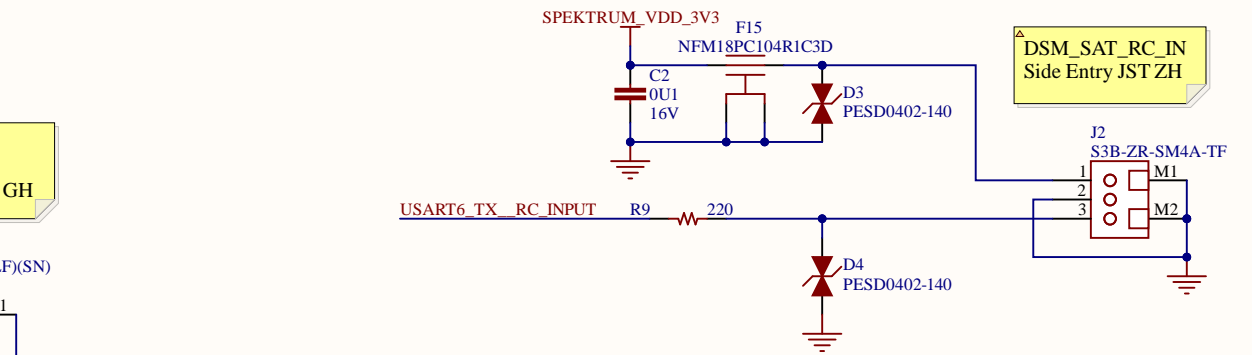 SPEKTRUM_VDD_3V3
F15
NFM18PC104R1C3D
C2
0U1
16V
D3
PESD0402-140
DSM_SAT_RC_IN
Side Entry JST ZH
J2
S3B-ZR-SM4A-TF
1
2
3
M1
M2
GH
USART6_TX__RC_INPUT
R9
220
D4
PESD0402-140
F)(SN)
1